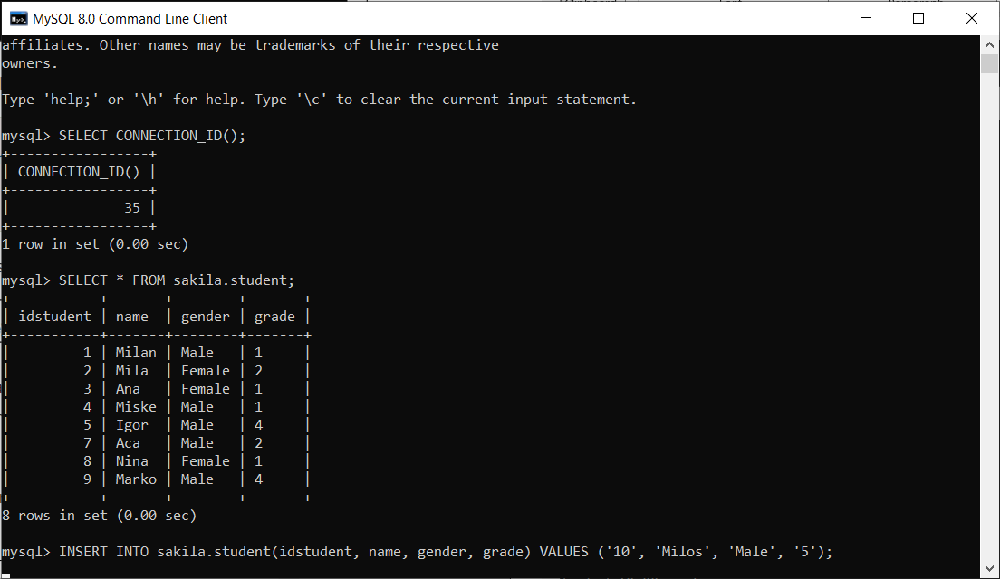 MySQL 8.0 Command Line Client
affiliates. Other names may be trademarks of their respective
owners.
Type 'help;' or '\h' for help. Type '\c' to clear the current input statement.
mysql> SELECT CONNECTION_ID();
+-----------------+
| CONNECTION_ID() |
+-----------------+
|              35 |
+-----------------+
1 row in set (0.00 sec)
mysql> SELECT * FROM sakila.student;
+-----------+-------+--------+-------+
| idstudent | name  | gender | grade |
+-----------+-------+--------+-------+
|         1 | Milan | Male   | 1     |
|         2 | Mila  | Female | 2     |
|         3 | Ana   | Female | 1     |
|         4 | Miske | Male   | 1     |
|         5 | Igor  | Male   | 4     |
|         7 | Aca   | Male   | 2     |
|         8 | Nina  | Female | 1     |
|         9 | Marko | Male   | 4     |
+-----------+-------+--------+-------+
8 rows in set (0.00 sec)
mysql> INSERT INTO sakila.student(idstudent, name, gender, grade) VALUES ('10', 'Milos', 'Male', '5');